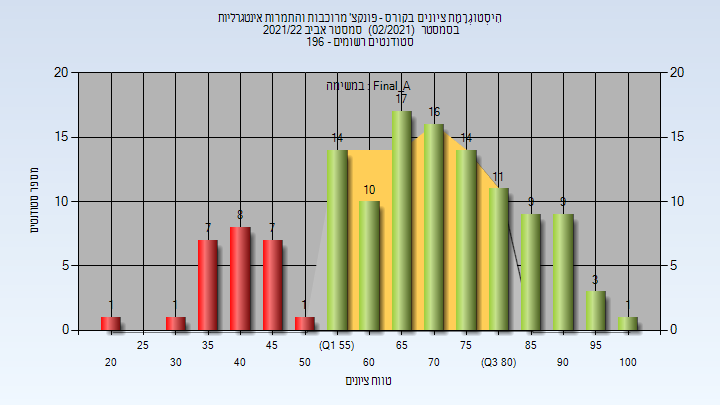 היסטוגרמת ציונים בקורס - פונקצ' מרוכבות והתמרות אינטגרליות
בסמסטר (02/2021) סמסטר אביב 2021/22
סטודנטים רשומים - 196
במשימה : Final_A
מספר סטודנטים
20 15 10 5 0
20 15 10 5 0
1 1 7 8 7 1 14 10 17 16 14 11 9 9 3 1
25 35 45 (Q1 55) 65 75 85 95
20 30 40 50 60 70 (Q3 80) 90 100
טווח ציונים